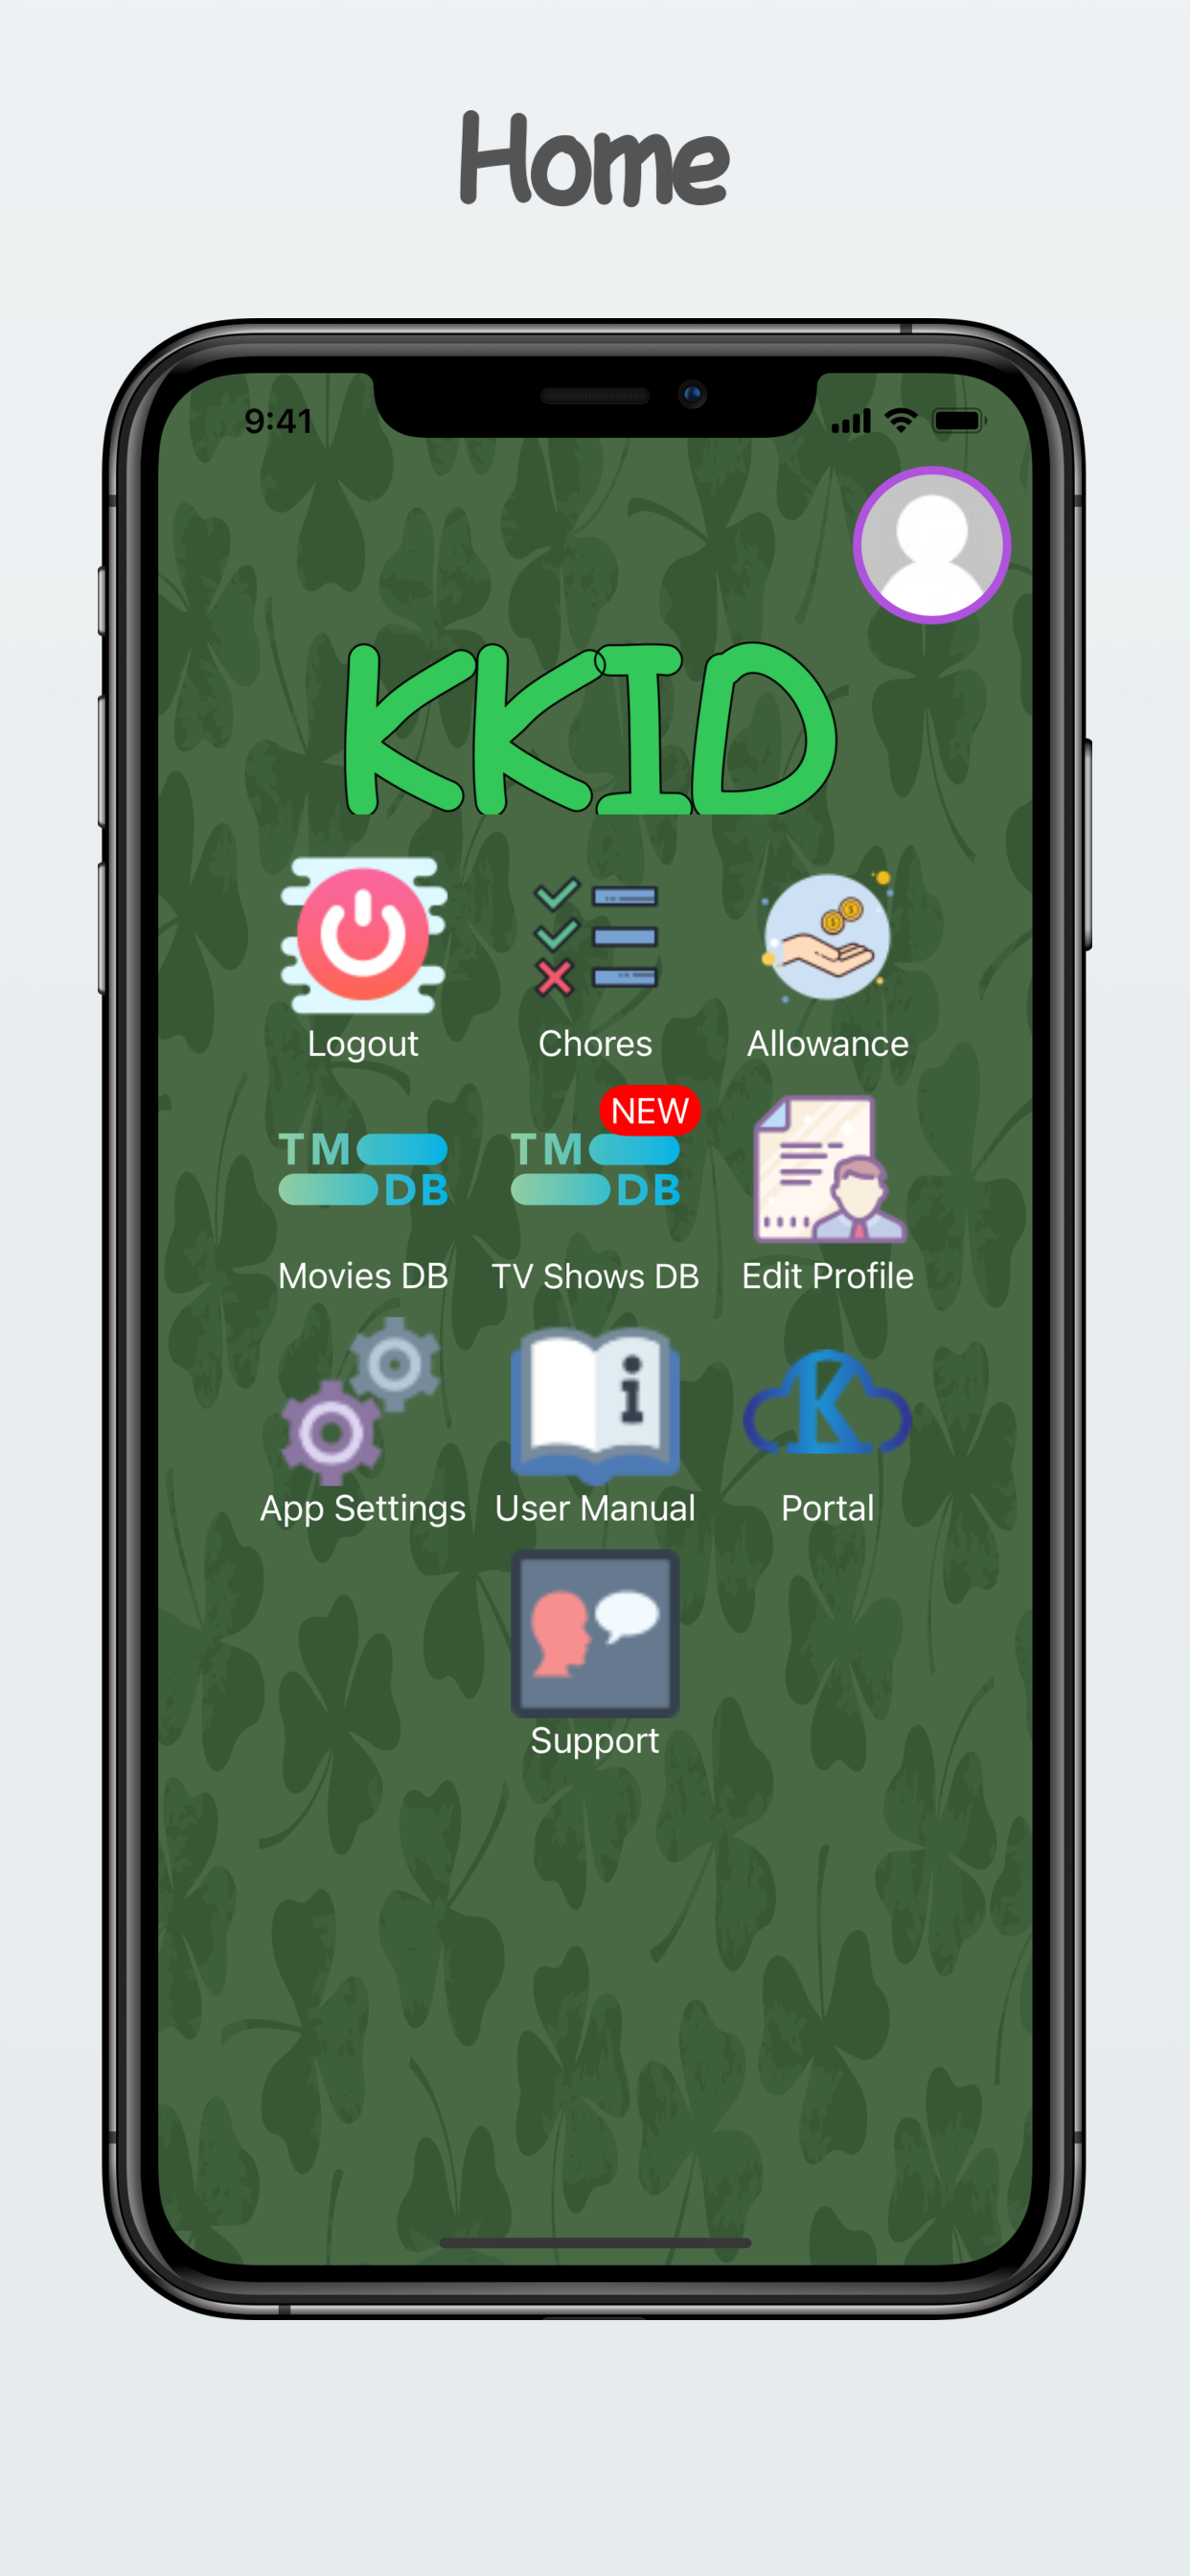 Home
9:41
KKID
Logout
Chores
Allowance
NEW
TM
DB
TM
DB
Movies DB
TV Shows DB
Edit Profile
i
K
App Settings
User Manual
Portal
Support